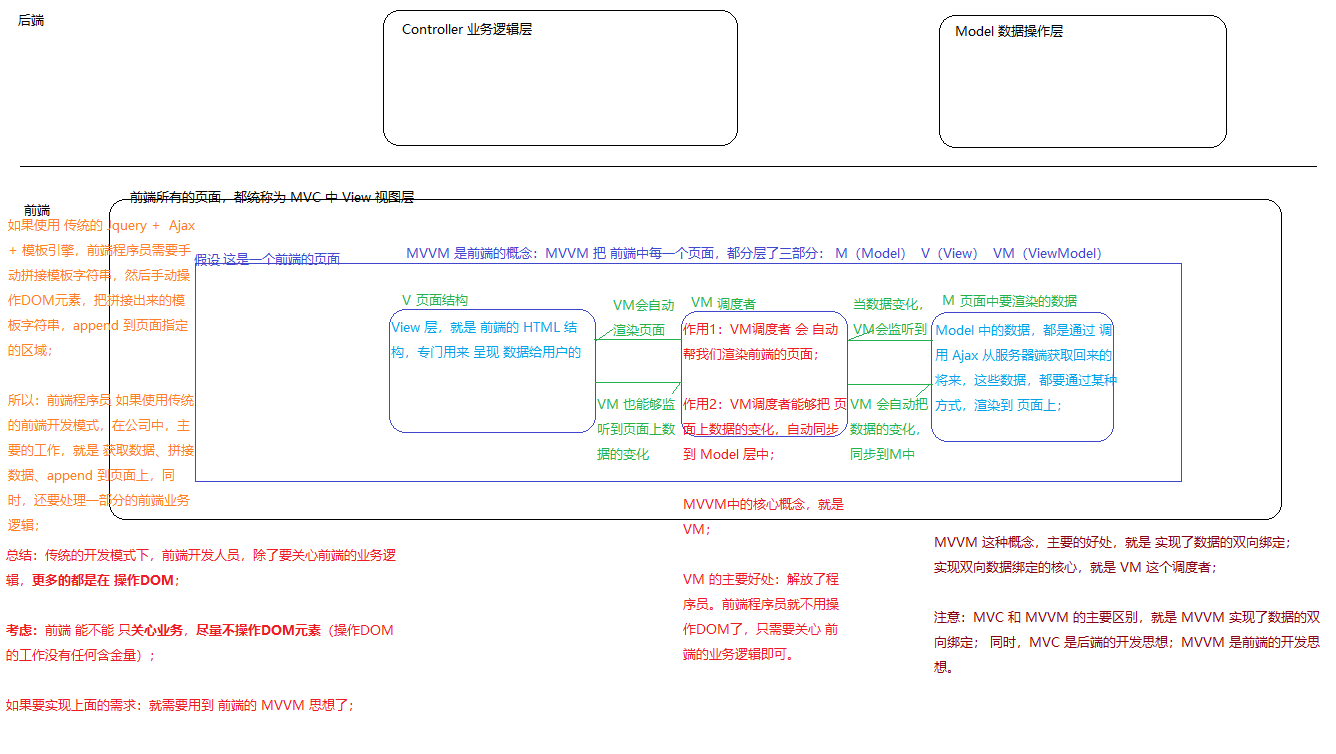 后端
Controller 业务逻辑层
Model 数据操作层
前端所有的页面，都统称为 MVC 中 View 视图层
前端
如果使用 传统的 Jquery + Ajax
+ 模板引擎，前端程序员需要手
动拼接模板字符串，然后手动操
作DOM元素，把拼接出来的模
板字符串，append 到页面指定
的区域；
所以：前端程序员 如果使用传统
的前端开发模式，在公司中，主
要的工作，就是 获取数据、拼接
数据、append 到页面上，同
时，还要处理一部分的前端业务
逻辑；
假设 这是一个前端的页面
MVVM 是前端的概念：MVVM 把 前端中每一个页面，都分层了三部分： M（Model） V（View） VM（ViewModel）
V 页面结构
View 层，就是 前端的 HTML 结
构，专门用来 呈现 数据给用户的
VM会自动
渲染页面
VM 也能够监
听到页面上数
据的变化
VM 调度者
作用1：VM调度者 会 自动
帮我们渲染前端的页面；
作用2：VM调度者能够把 页
面上数据的变化，自动同步
到 Model 层中；
当数据变化，
VM会监听到
VM 会自动把
数据的变化，
同步到M中
M 页面中要渲染的数据
Model 中的数据，都是通过 调
用 Ajax 从服务器端获取回来的
将来，这些数据，都要通过某种
方式，渲染到 页面上；
MVVM中的核心概念，就是
VM；
VM 的主要好处：解放了程
序员。前端程序员就不用操
作DOM了，只需要关心 前
端的业务逻辑即可。
总结：传统的开发模式下，前端开发人员，除了要关心前端的业务逻
辑，更多的都是在 操作DOM；
考虑：前端 能不能 只关心业务，尽量不操作DOM元素（操作DOM
的工作没有任何含金量）；
如果要实现上面的需求：就需要用到 前端的 MVVM 思想了；
MVVM 这种概念，主要的好处，就是 实现了数据的双向绑定；
实现双向数据绑定的核心，就是 VM 这个调度者；
注意：MVC 和 MVVM 的主要区别，就是 MVVM 实现了数据的双
向绑定； 同时，MVC 是后端的开发思想；MVVM 是前端的开发思
想。